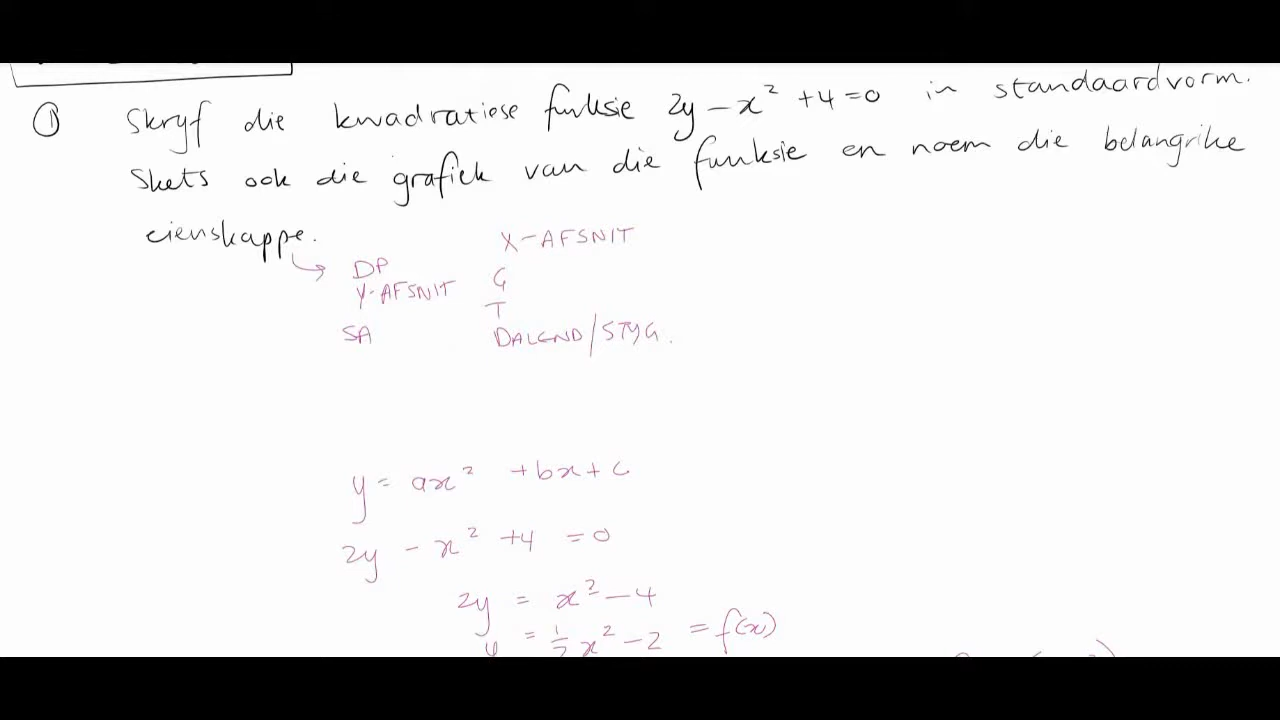 ① Skryf die kwadratiese funksie 2y - x² + 4 = 0 in standaardvorm.
Skets ook die grafiek van die funksie en noem die belangrike
eienskappe.
DP
Y-AFSNIT
SA
X-AFSNIT
G
T
DALEND/STYG.
y = ax² + bx + c
2y - x² + 4 = 0
2y = x² - 4
y = ½x² - 2 = f(x)